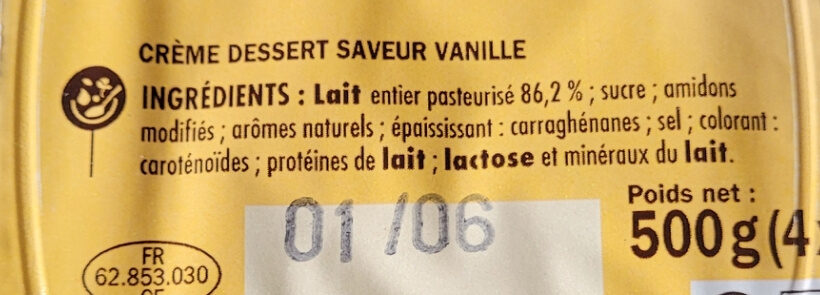 CRÈME DESSERT SAVEUR VANILLE
INGRÉDIENTS : Lait entier pasteurisé 86,2 % ; sucre ; amidons
modifiés ; arômes naturels ; épaississant : carraghénanes ; sel ; colorant :
caroténoïdes ; protéines de lait ; lactose et minéraux du lait.
01 /06
Poids net :
500g (4
FR
62.853.030